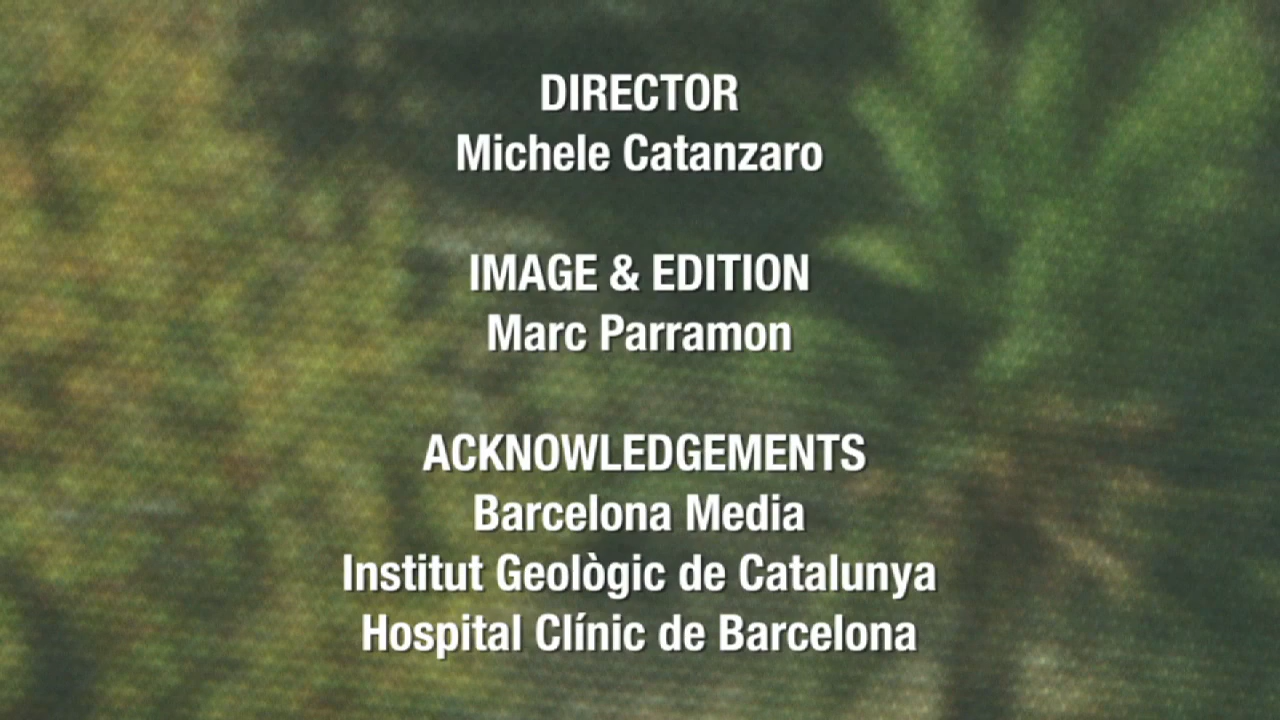 DIRECTOR
Michele Catanzaro
IMAGE & EDITION
Marc Parramon
ACKNOWLEDGEMENTS
Barcelona Media
Institut Geològic de Catalunya
Hospital Clínic de Barcelona